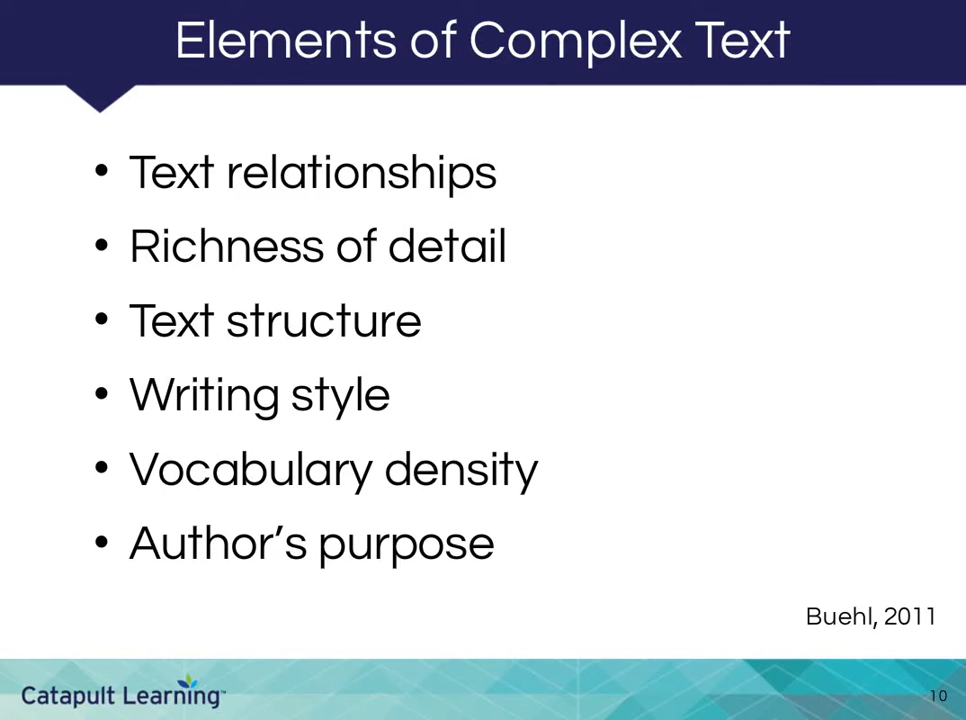 Elements of Complex Text
• Text relationships
• Richness of detail
• Text structure
• Writing style
• Vocabulary density
• Author’s purpose
Buehl, 2011
Catapult Learning™
10